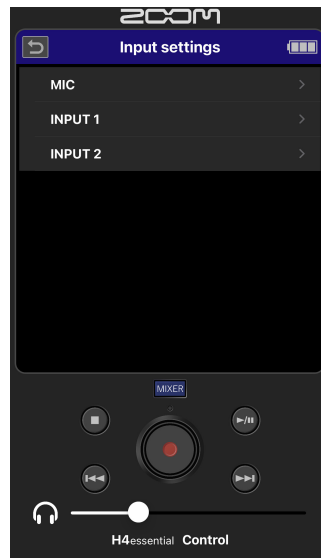 ZOOM
Input settings
MIC
INPUT 1
INPUT 2
MIXER
H4essential Control